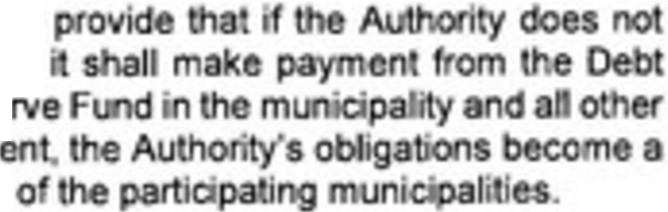 provide that if the Authority does not
it shall make payment from the Debt
rve Fund in the municipality and all other
ent, the Authority's obligations become a
of the participating municipalities.